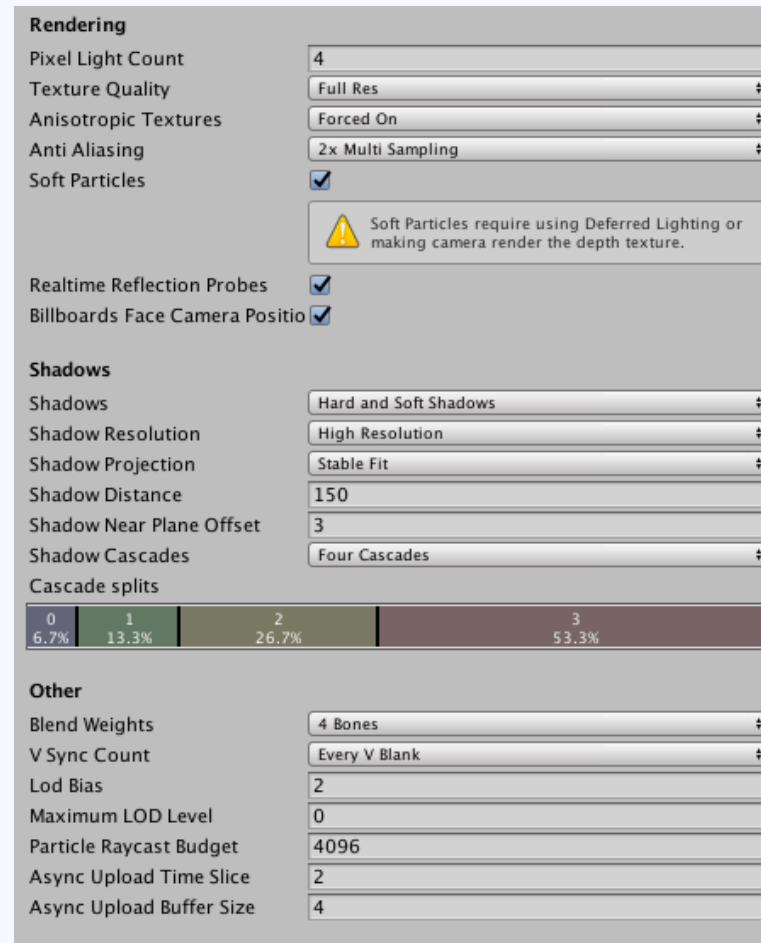 Rendering
Pixel Light Count 4
Texture Quality Full Res
Anisotropic Textures Forced On
Anti Aliasing 2x Multi Sampling
Soft Particles
Soft Particles require using Deferred Lighting or
making camera render the depth texture.
Realtime Reflection Probes
Billboards Face Camera Positio
Shadows
Shadows Hard and Soft Shadows
Shadow Resolution High Resolution
Shadow Projection Stable Fit
Shadow Distance 150
Shadow Near Plane Offset 3
Shadow Cascades Four Cascades
Cascade splits
0 1 2 3
6.7% 13.3% 26.7% 53.3%
Other
Blend Weights 4 Bones
V Sync Count Every V Blank
Lod Bias 2
Maximum LOD Level 0
Particle Raycast Budget 4096
Async Upload Time Slice 2
Async Upload Buffer Size 4